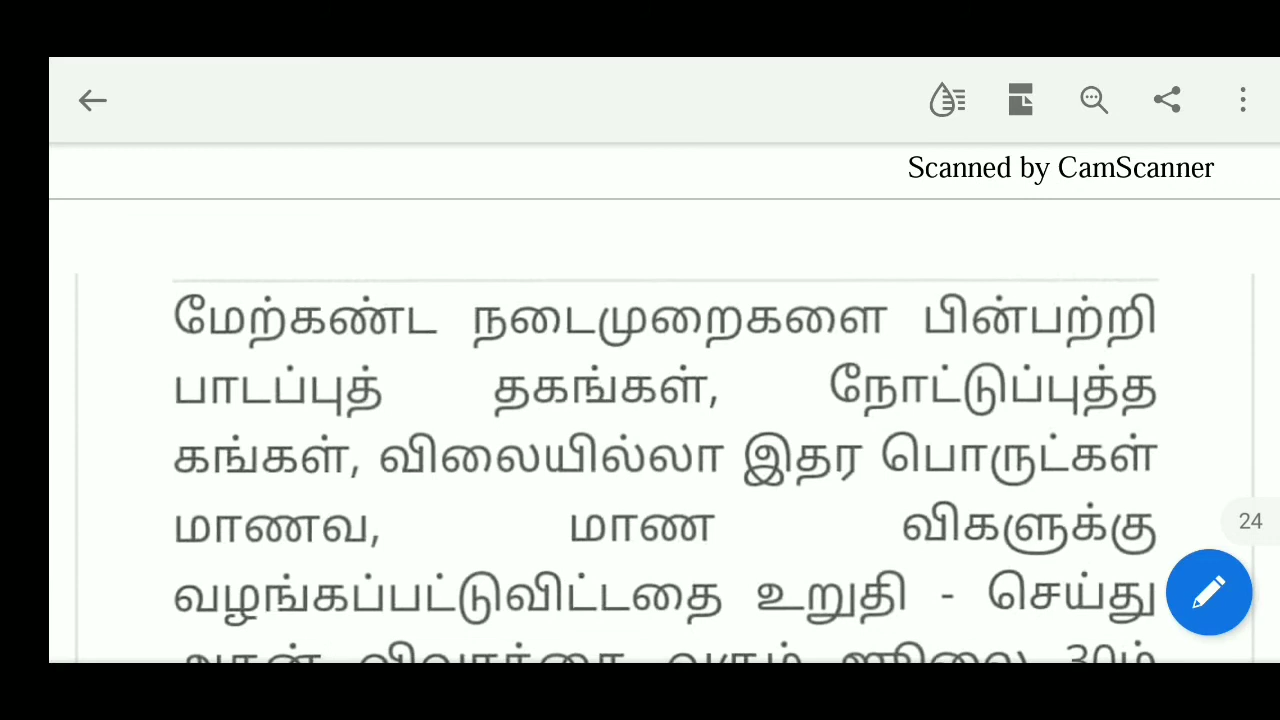 Scanned by CamScanner
மேற்கண்ட நடைமுறைகளை பின்பற்றி
பாடப்புத் தகங்கள், நோட்டுப்புத்த
கங்கள், விலையில்லா இதர பொருட்கள்
மாணவ, மாண விகளுக்கு
24
வழங்கப்பட்டுவிட்டதை உறுதி - செய்து
30ம்